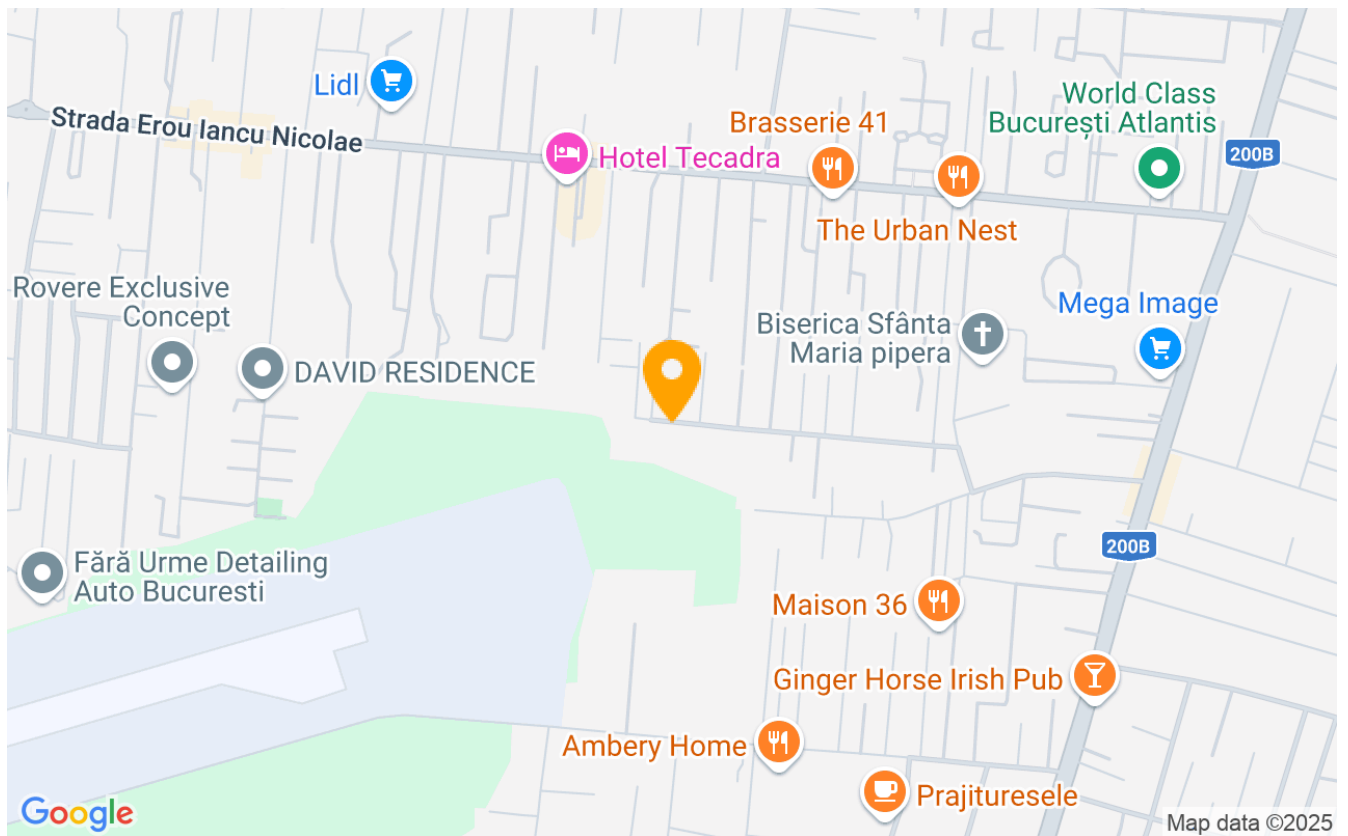 Lidl
Strada Erou Iancu Nicolae
Hotel Tecadra
Brasserie 41
World Class
București Atlantis
200B
The Urban Nest
Rovere Exclusive
Concept
DAVID RESIDENCE
Biserica Sfânta
Maria pipera
Mega Image
200B
Fără Urme Detailing
Auto Bucuresti
Maison 36
Ginger Horse Irish Pub
Ambery Home
Prajituresele
Google
Map data ©2025